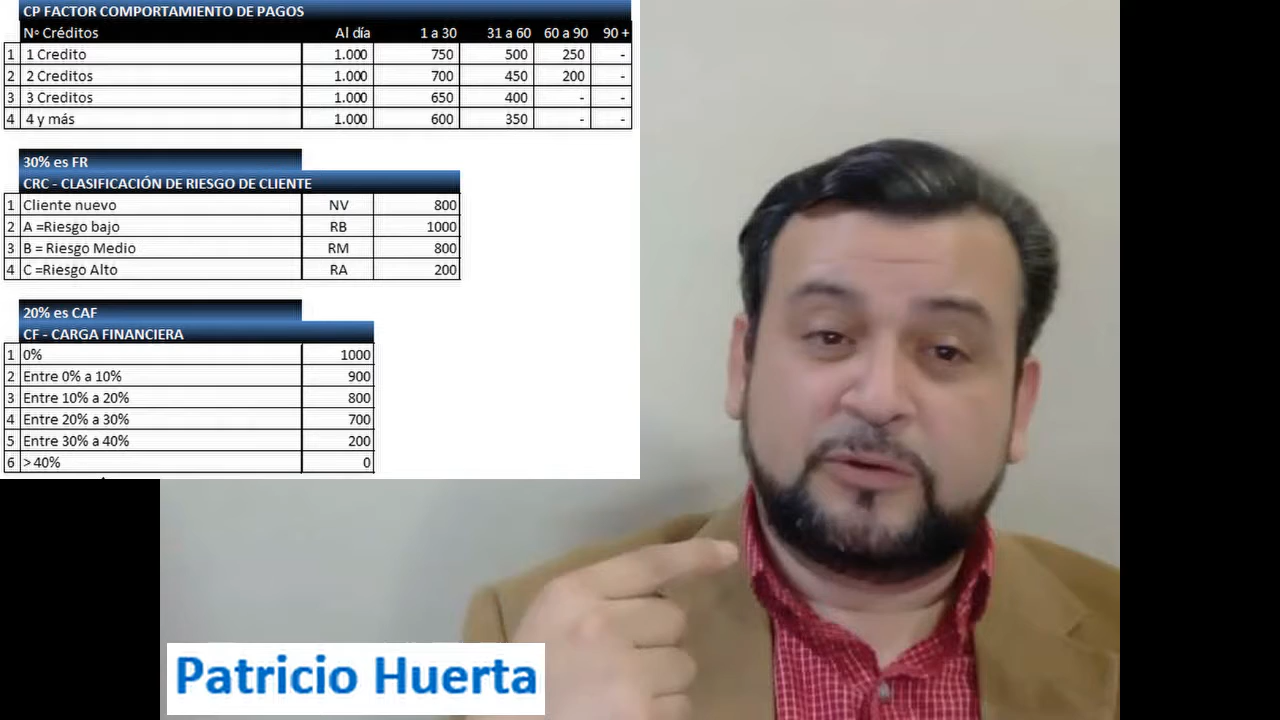 CP FACTOR COMPORTAMIENTO DE PAGOS
Nº Créditos Al día 1 a 30 31 a 60 60 a 90 90 +
1 1 Credito 1.000 750 500 250 -
2 2 Creditos 1.000 700 450 200 -
3 3 Creditos 1.000 650 400 - -
4 4 y más 1.000 600 350 - -
30% es FR
CRC - CLASIFICACIÓN DE RIESGO DE CLIENTE
1 Cliente nuevo NV 800
2 A =Riesgo bajo RB 1000
3 B = Riesgo Medio RM 800
4 C =Riesgo Alto RA 200
20% es CAF
CF - CARGA FINANCIERA
1 0% 1000
2 Entre 0% a 10% 900
3 Entre 10% a 20% 800
4 Entre 20% a 30% 700
5 Entre 30% a 40% 200
6 > 40% 0
Patricio Huerta